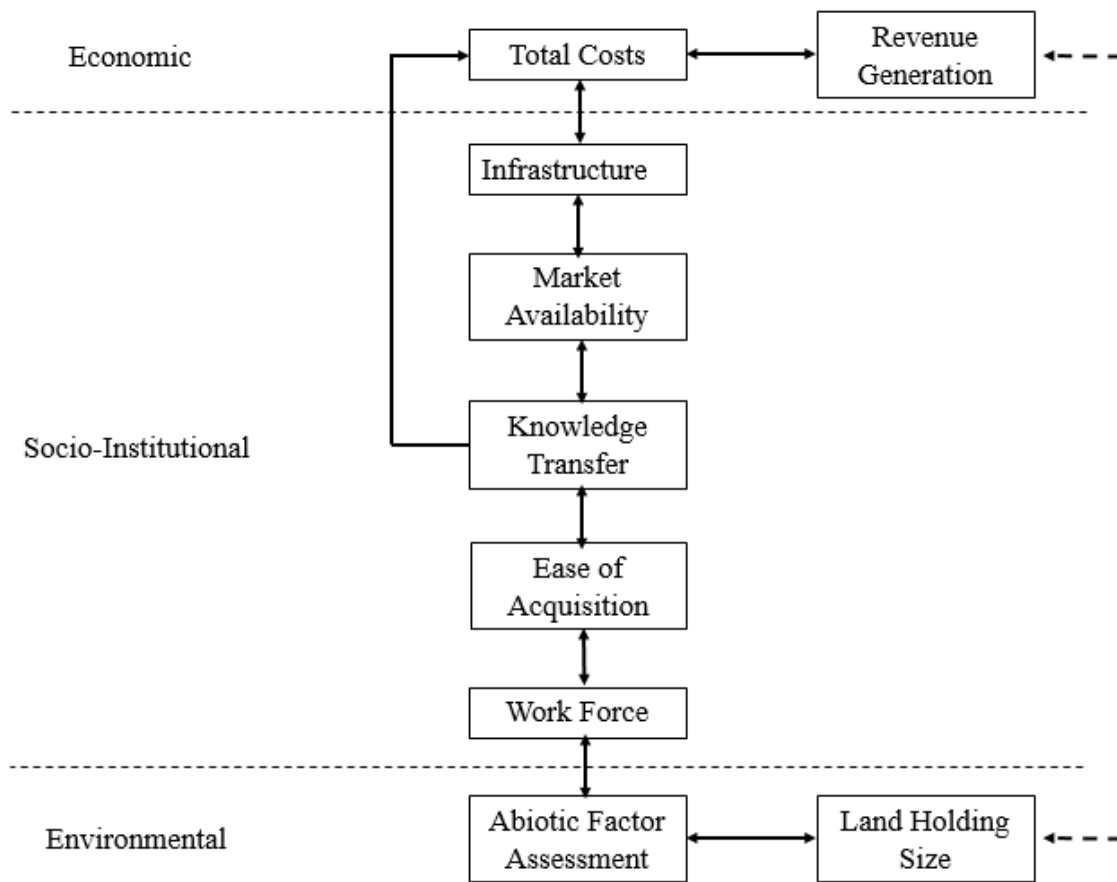 Economic
Total Costs
Revenue
Generation
Infrastructure
Market
Availability
Socio-Institutional
Knowledge
Transfer
Ease of
Acquisition
Work Force
Environmental
Abiotic Factor
Assessment
Land Holding
Size